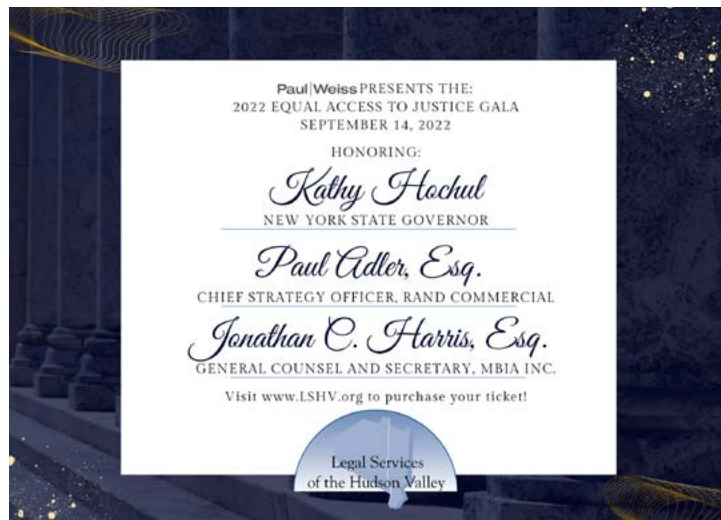 Paul|Weiss PRESENTS THE:
2022 EQUAL ACCESS TO JUSTICE GALA
SEPTEMBER 14, 2022
HONORING:
Kathy Hochul
NEW YORK STATE GOVERNOR
Paul Adler, Esq.
CHIEF STRATEGY OFFICER, RAND COMMERCIAL
Jonathan C. Harris, Esq.
GENERAL COUNSEL AND SECRETARY, MBIA INC.
Visit www.LSHV.org to purchase your ticket!
Legal Services
of the Hudson Valley